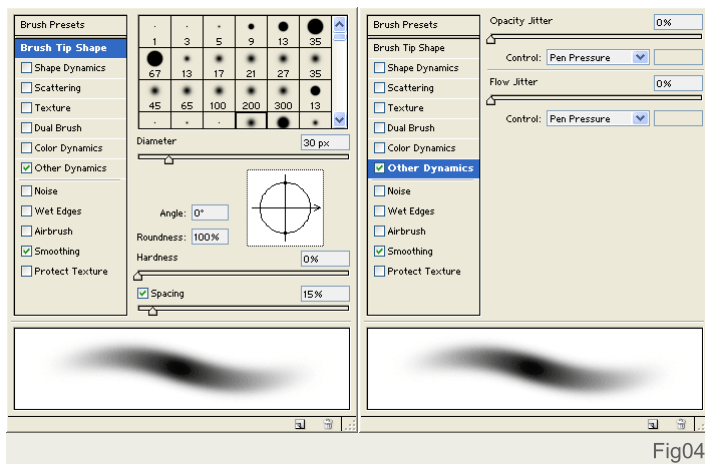 Brush Presets
Brush Tip Shape
Shape Dynamics
Scattering
Texture
Dual Brush
Color Dynamics
Other Dynamics
Noise
Wet Edges
Airbrush
Smoothing
Protect Texture
1 3 5 9 13 35
67 13 17 21 27 35
45 65 100 200 300 13
Diameter 30 px
Angle: 0°
Roundness: 100%
Hardness 0%
Spacing 15%
Brush Presets
Brush Tip Shape
Shape Dynamics
Scattering
Texture
Dual Brush
Color Dynamics
Other Dynamics
Noise
Wet Edges
Airbrush
Smoothing
Protect Texture
Opacity Jitter 0%
Control: Pen Pressure
Flow Jitter 0%
Control: Pen Pressure
Fig04